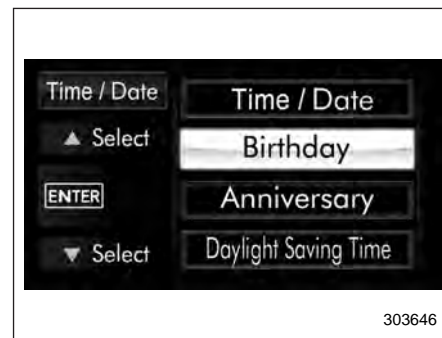 Time / Date
▲ Select
ENTER
▼ Select
Time / Date
Birthday
Anniversary
Daylight Saving Time
303646